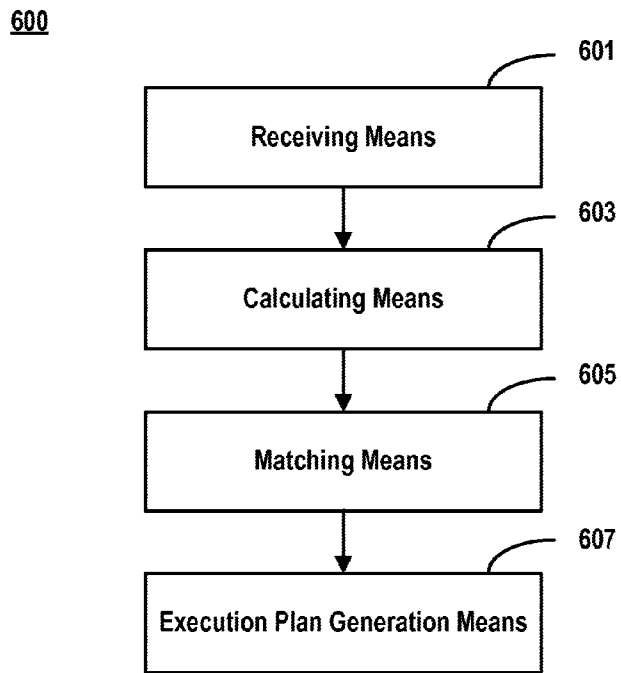 600
601
Receiving Means
603
Calculating Means
605
Matching Means
607
Execution Plan Generation Means